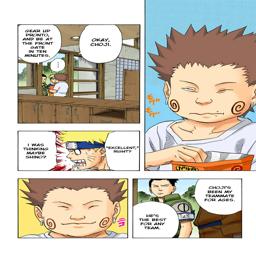 GEAR UP
PRONTO,
AND BE AT
THE FRONT
GATE
IN TEN
MINUTES.
OKAY,
CHOJI.
I WAS
THINKING
MAYBE
SHINO?
"EXCELLENT,"
RIGHT?
CHOJI'S
BEEN MY
TEAMMATE
FOR AGES.
HE'S THE
BEST FOR
ANY
TEAM.